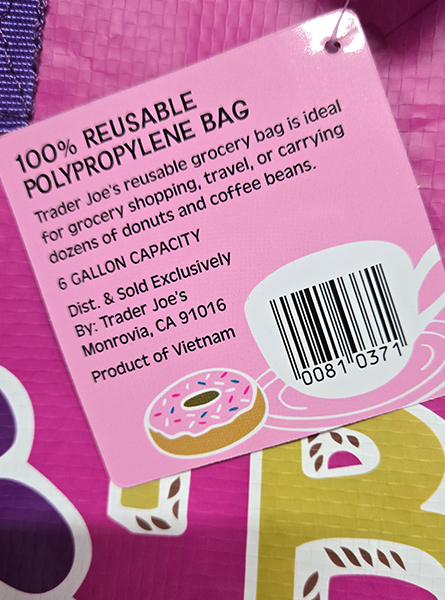 100% REUSABLE
POLYPROPYLENE BAG
Trader Joe's reusable grocery bag is ideal
for grocery shopping, travel, or carrying
dozens of donuts and coffee beans.
6 GALLON CAPACITY
Dist. & Sold Exclusively
By: Trader Joe's
Monrovia, CA 91016
Product of Vietnam
0081 0371